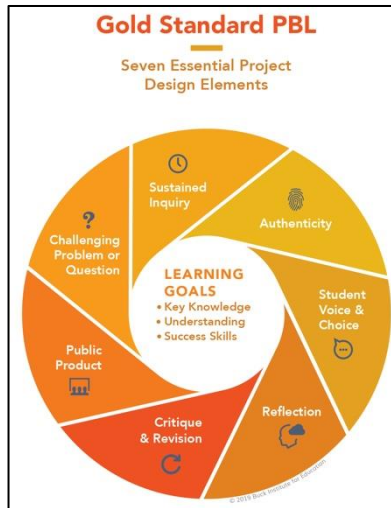 Gold Standard PBL
Seven Essential Project
Design Elements
?
Challenging
Problem or
Question
Sustained
Inquiry
Authenticity
Student
Voice &
Choice
Reflection
Critique
& Revision
Public
Product
LEARNING
GOALS
• Key Knowledge
• Understanding
• Success Skills
Buck Institute for Education